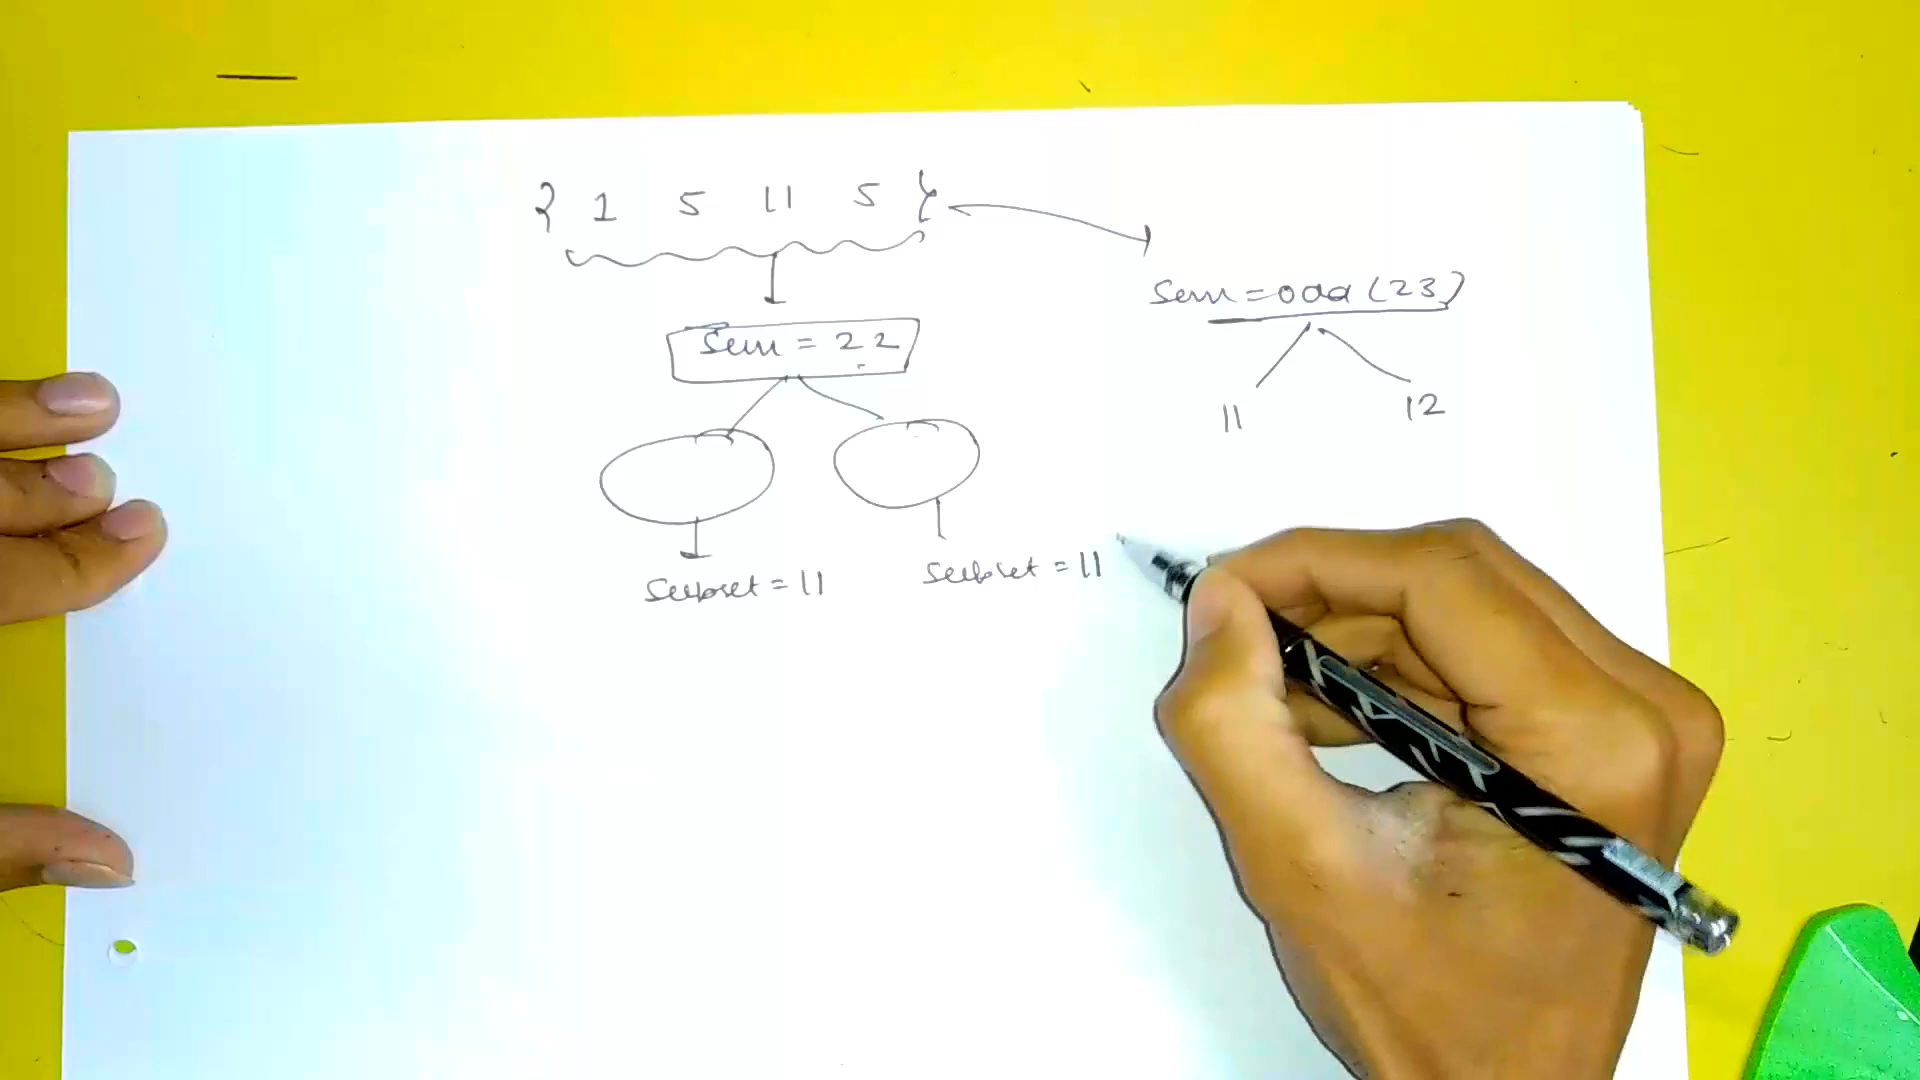 { 1 5 11 5 }
Sum = odd (23)
Sum = 22
11 12
Subset = 11
Subset = 11